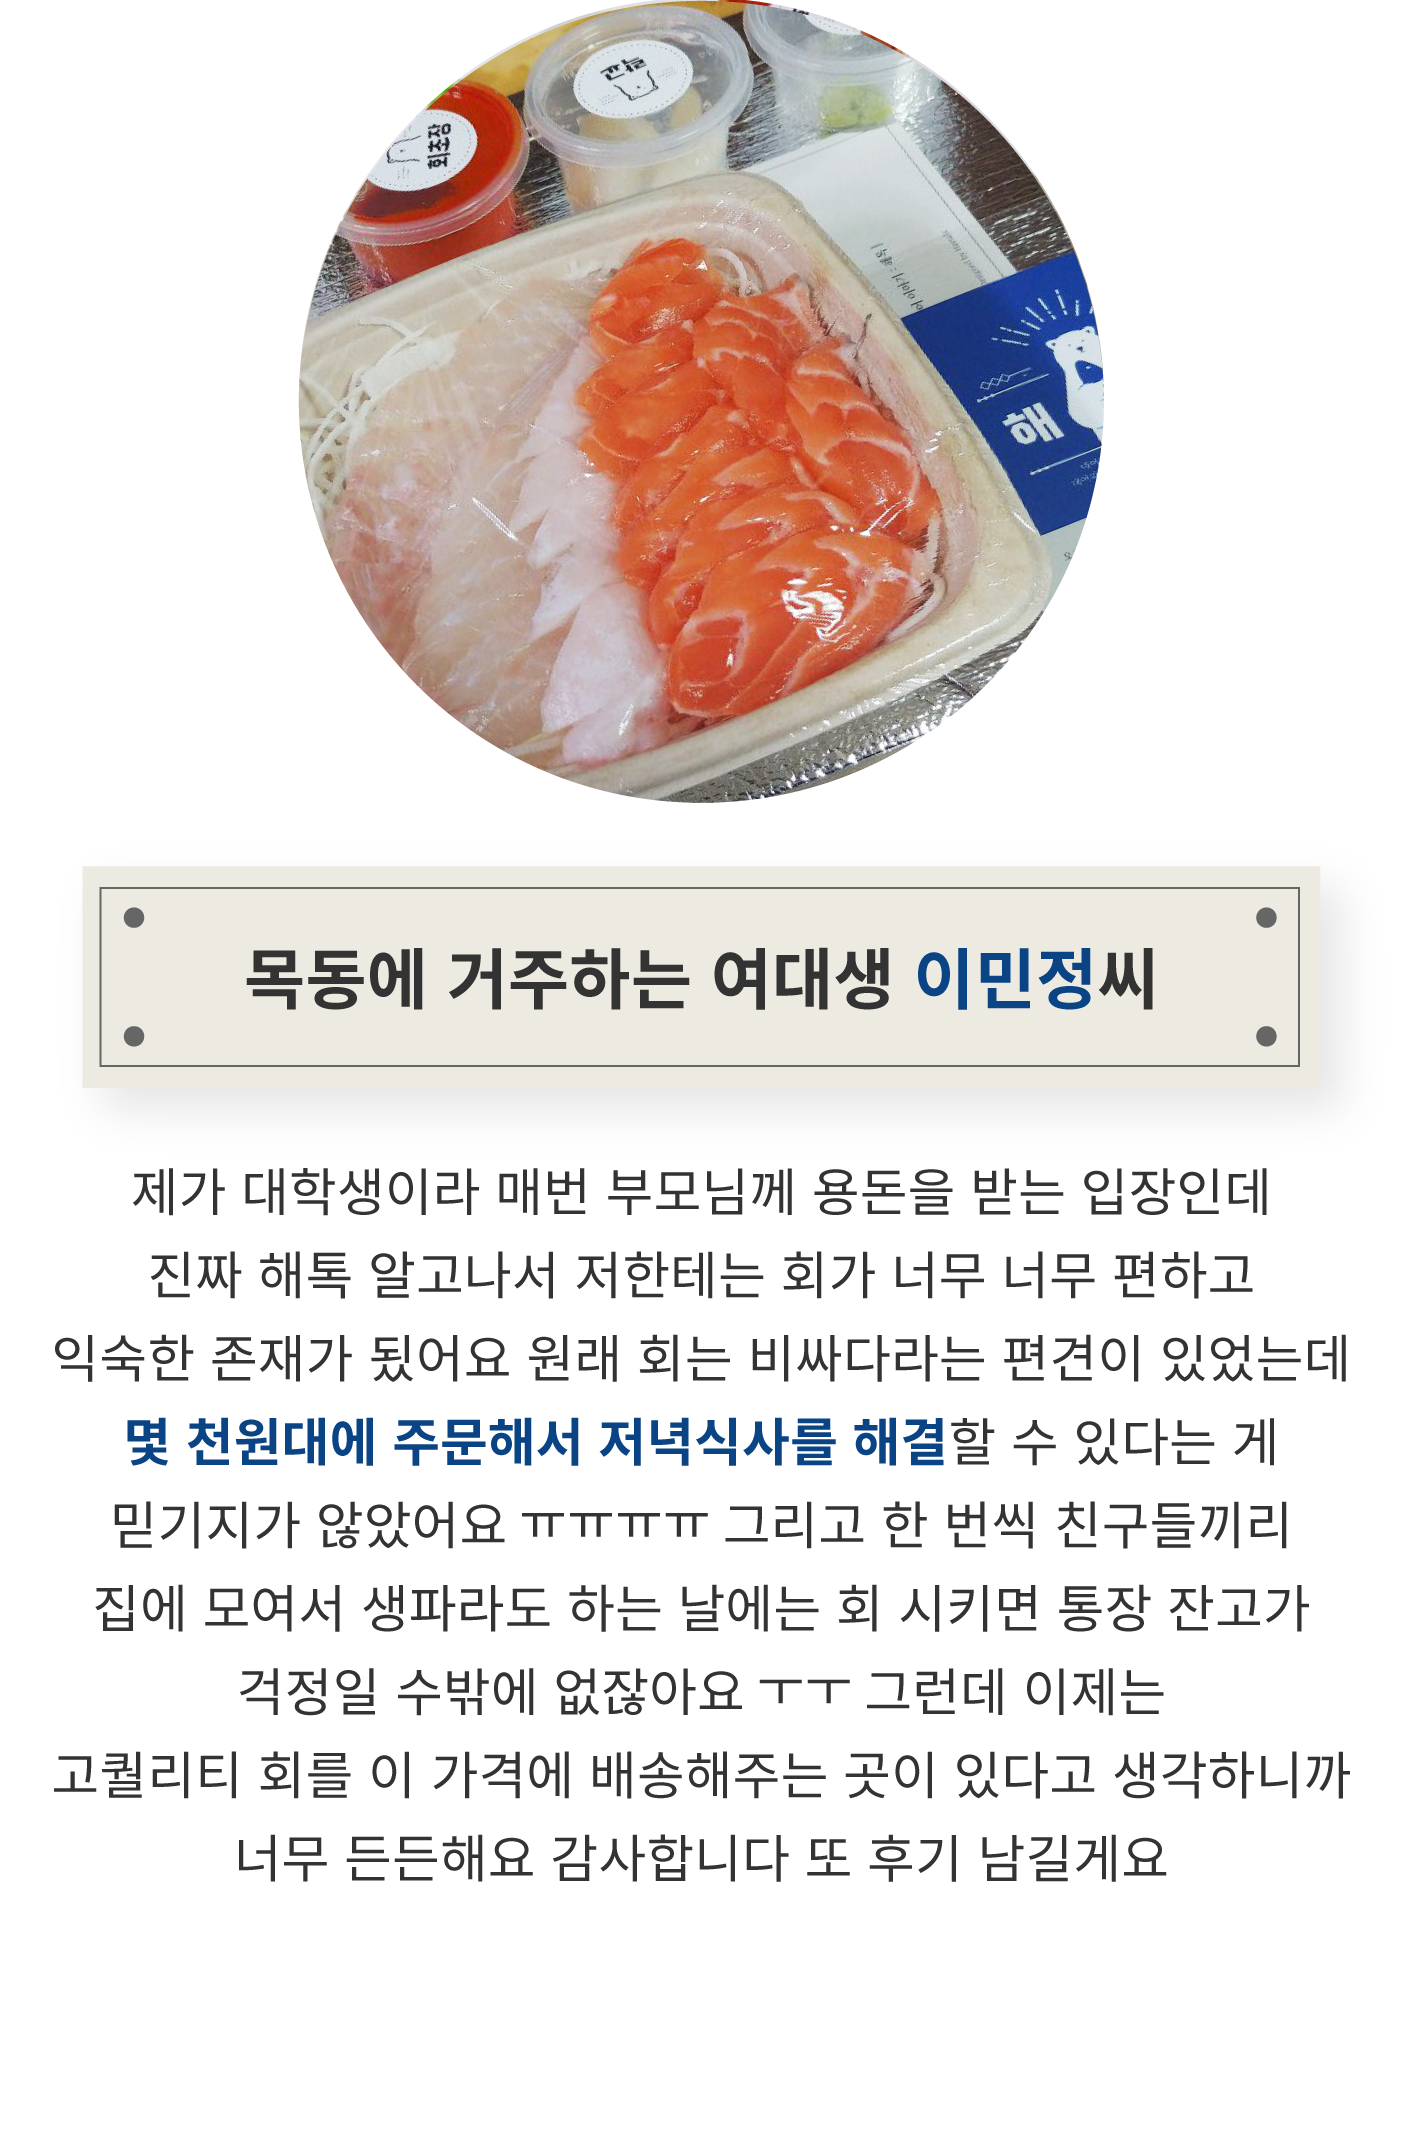 회초장
해
목동에 거주하는 여대생 이민정씨
제가 대학생이라 매번 부모님께 용돈을 받는 입장인데
진짜 해톡 알고나서 저한테는 회가 너무 너무 편하고
익숙한 존재가 됬어요 원래 회는 비싸다라는 편견이 있었는데
몇 천원대에 주문해서 저녁식사를 해결할 수 있다는 게
믿기지가 않았어요 ㅠㅠㅠㅠ 그리고 한 번씩 친구들끼리
집에 모여서 생파라도 하는 날에는 회 시키면 통장 잔고가
걱정일 수밖에 없잖아요 ㅜㅜ 그런데 이제는
고퀄리티 회를 이 가격에 배송해주는 곳이 있다고 생각하니까
너무 든든해요 감사합니다 또 후기 남길게요